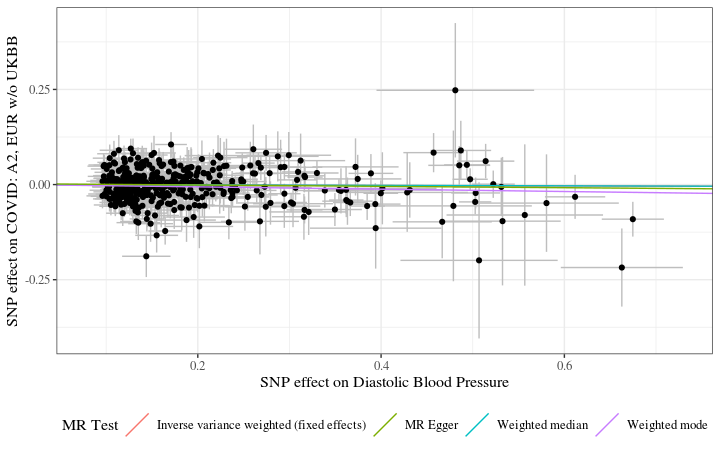 SNP effect on COVID: A2, EUR w/o UKBB
0.25
0.00
-0.25
0.2 0.4 0.6
SNP effect on Diastolic Blood Pressure
MR Test Inverse variance weighted (fixed effects) MR Egger Weighted median Weighted mode